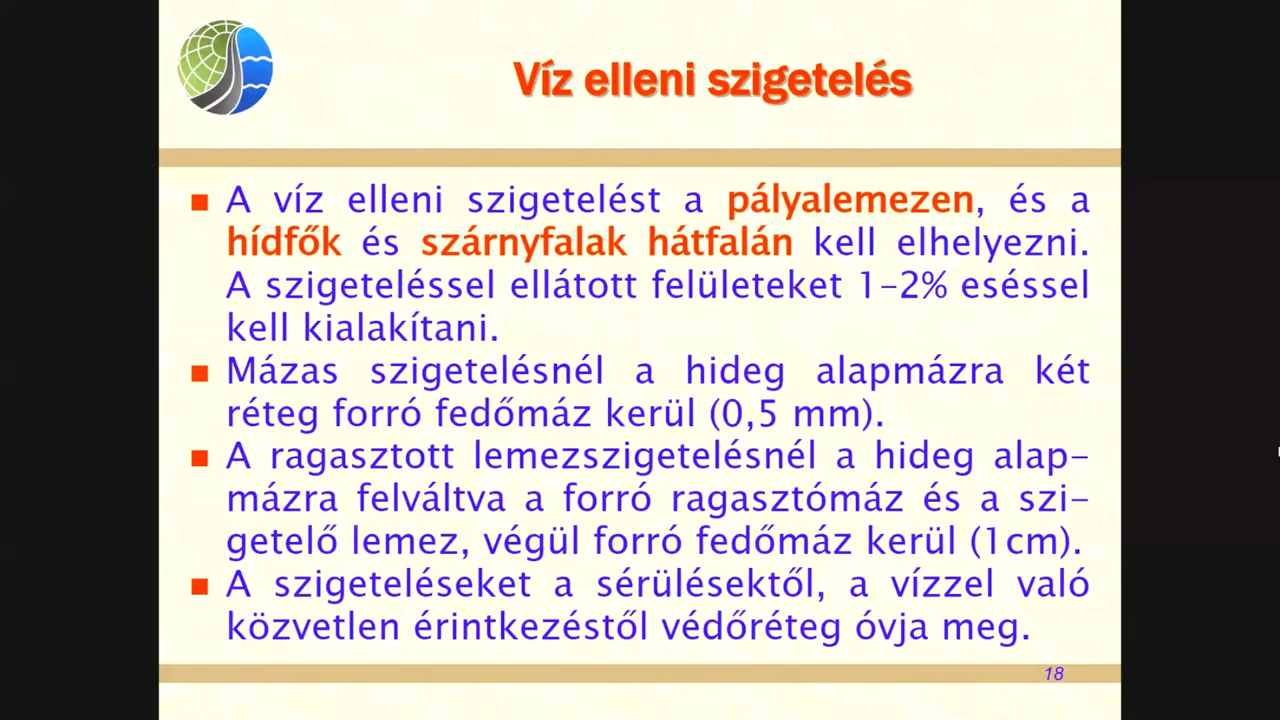 Víz elleni szigetelés
■ A víz elleni szigetelést a pályalemezen, és a
hídfők és szárnyfalak hátfalán kell elhelyezni.
A szigeteléssel ellátott felületeket 1–2% eséssel
kell kialakítani.
■ Mázas szigetelésnél a hideg alapmázra két
réteg forró fedőmáz kerül (0,5 mm).
■ A ragasztott lemezszigetelésnél a hideg alap-
mázra felváltva a forró ragasztómáz és a szi-
getelő lemez, végül forró fedőmáz kerül (1cm).
■ A szigeteléseket a sérülésektől, a vízzel való
közvetlen érintkezéstől védőréteg óvja meg.
18